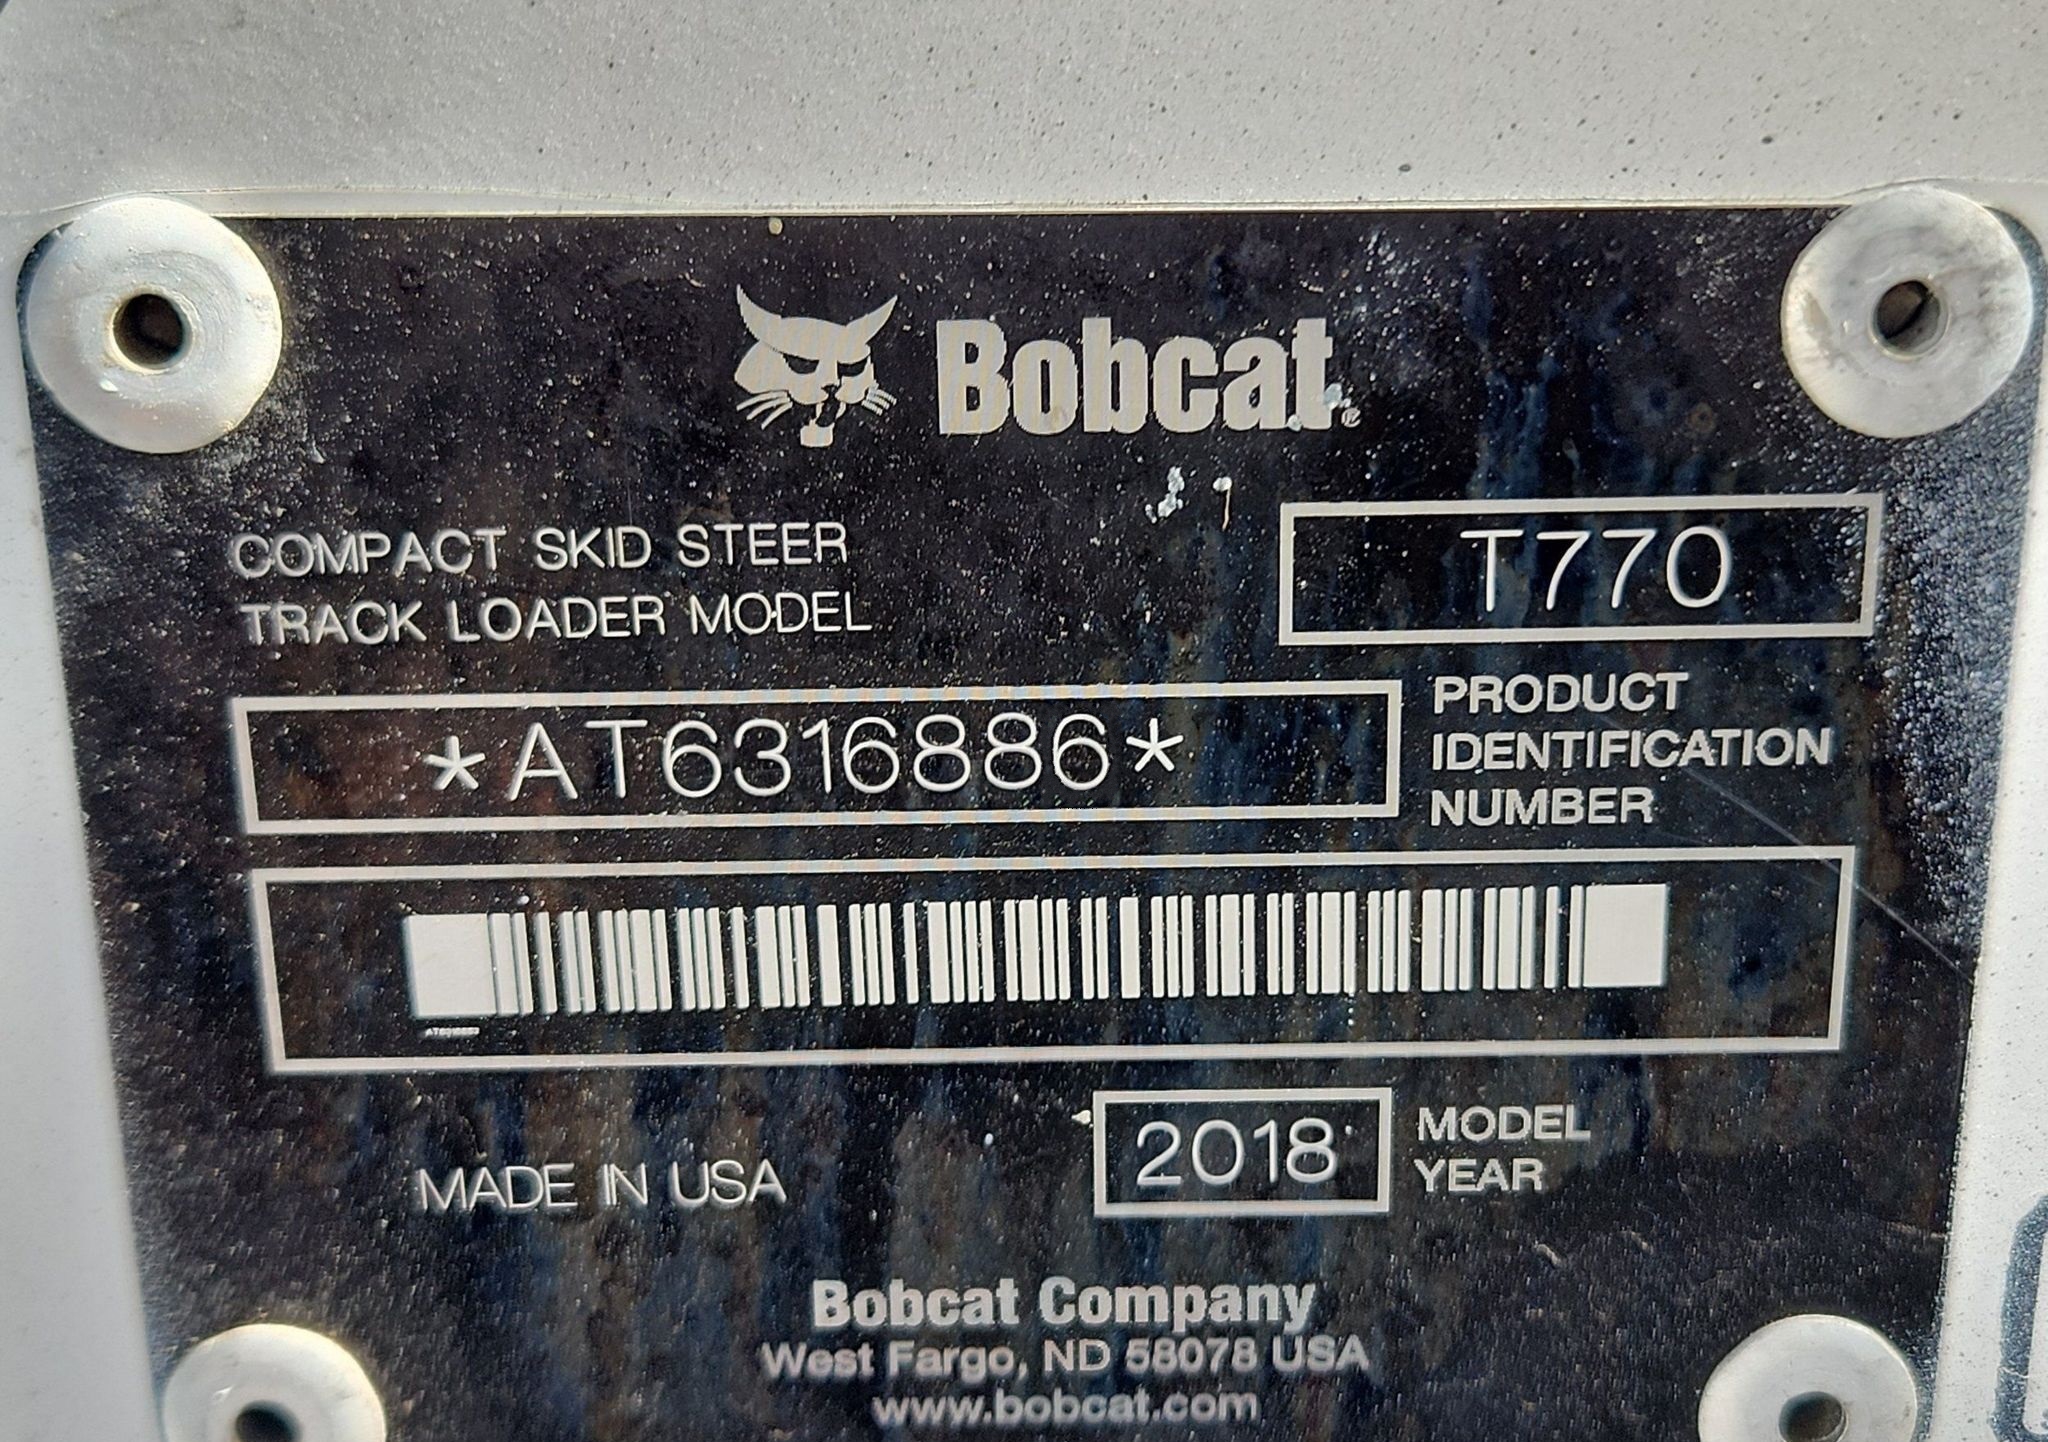 Bobcat®
COMPACT SKID STEER
TRACK LOADER MODEL
T770
*AT6316886*
PRODUCT
IDENTIFICATION
NUMBER
MADE IN USA
2018
MODEL
YEAR
Bobcat Company
West Fargo, ND 58078 USA
www.bobcat.com